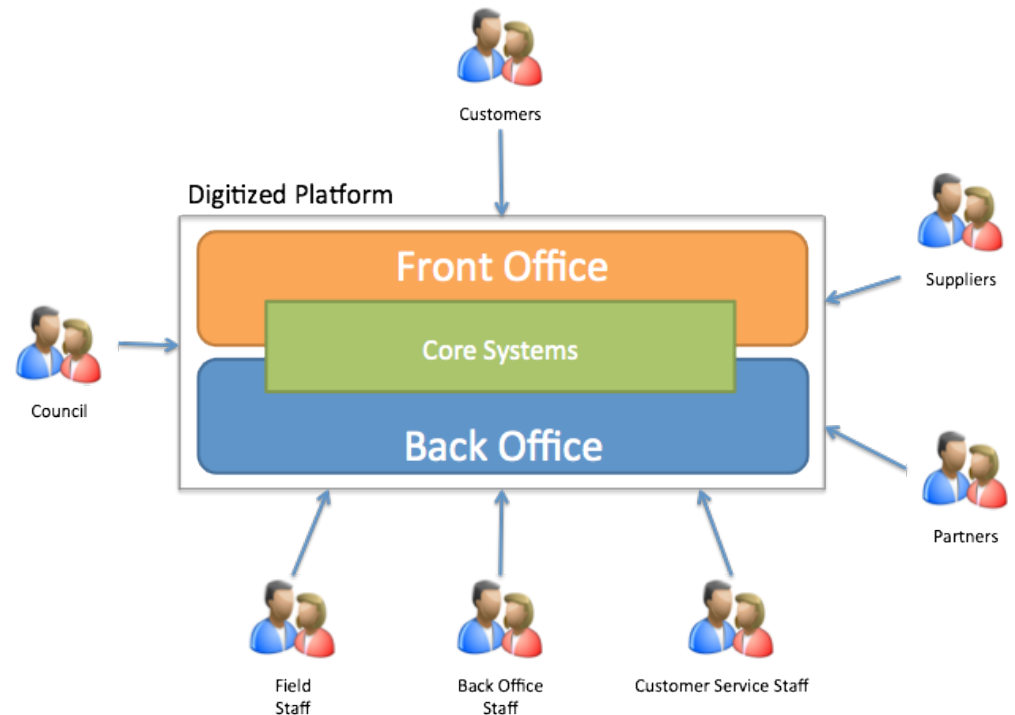 Customers
Digitized Platform
Front Office
Suppliers
Core Systems
Council
Back Office
Partners
Field
Staff
Back Office
Staff
Customer Service Staff